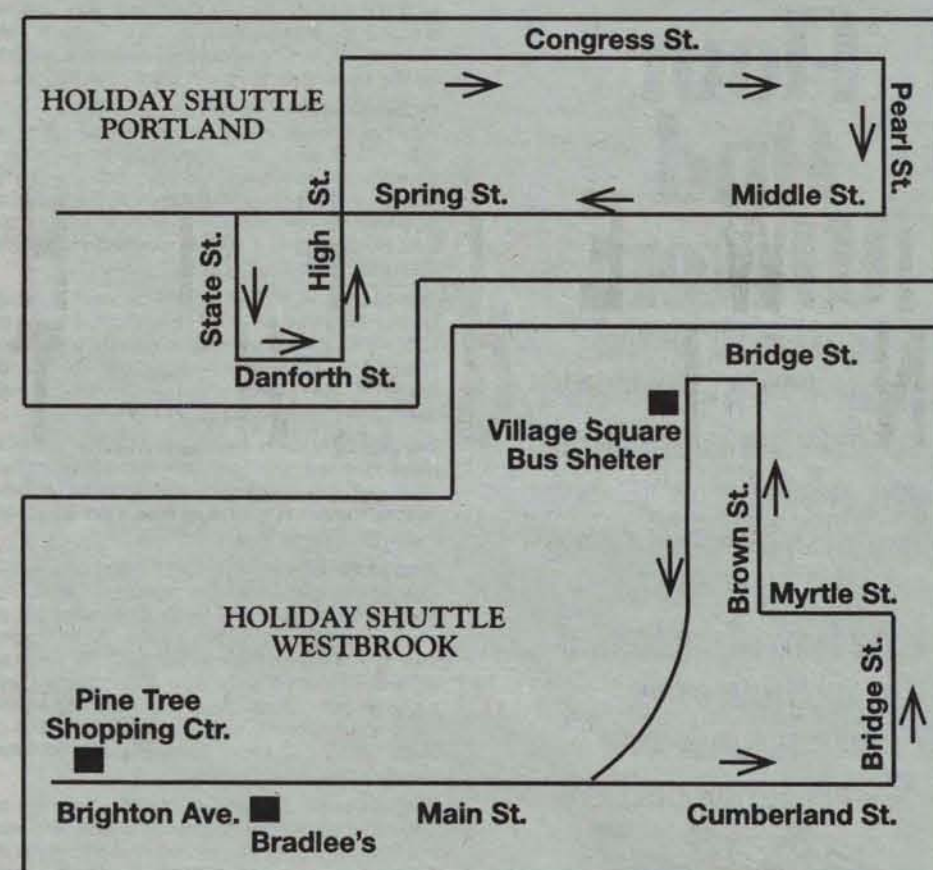 Congress St.
HOLIDAY SHUTTLE
PORTLAND
Pearl St.
High St.
Spring St.
Middle St.
State St.
Danforth St.
Bridge St.
Village Square
Bus Shelter
Brown St.
Myrtle St.
HOLIDAY SHUTTLE
WESTBROOK
Bridge St.
Pine Tree
Shopping Ctr.
Brighton Ave.
Main St.
Cumberland St.
Bradlee's